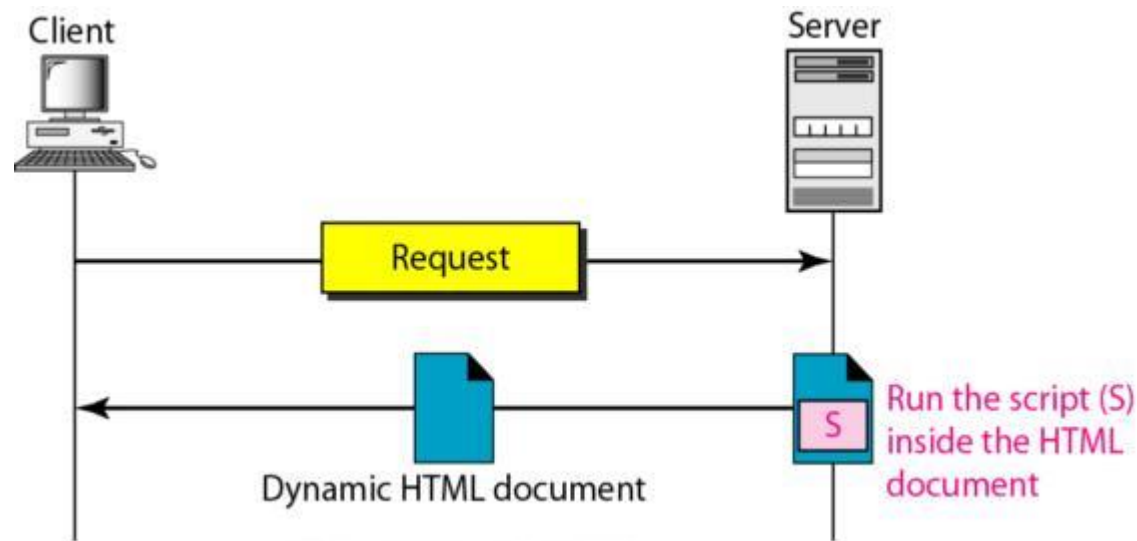 Client
Server
Request
S
Run the script (S)
inside the HTML
document
Dynamic HTML document